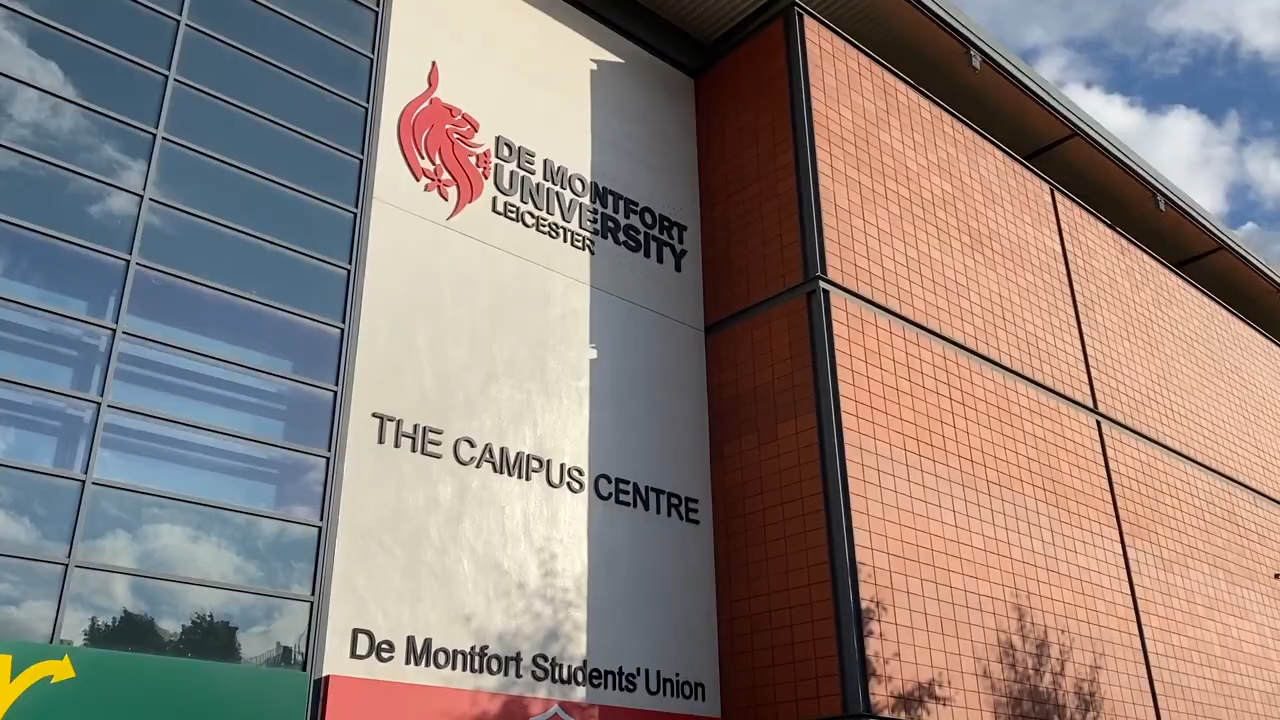 DE MONTFORT
UNIVERSITY
LEICESTER
THE CAMPUS CENTRE
De Montfort Students' Union